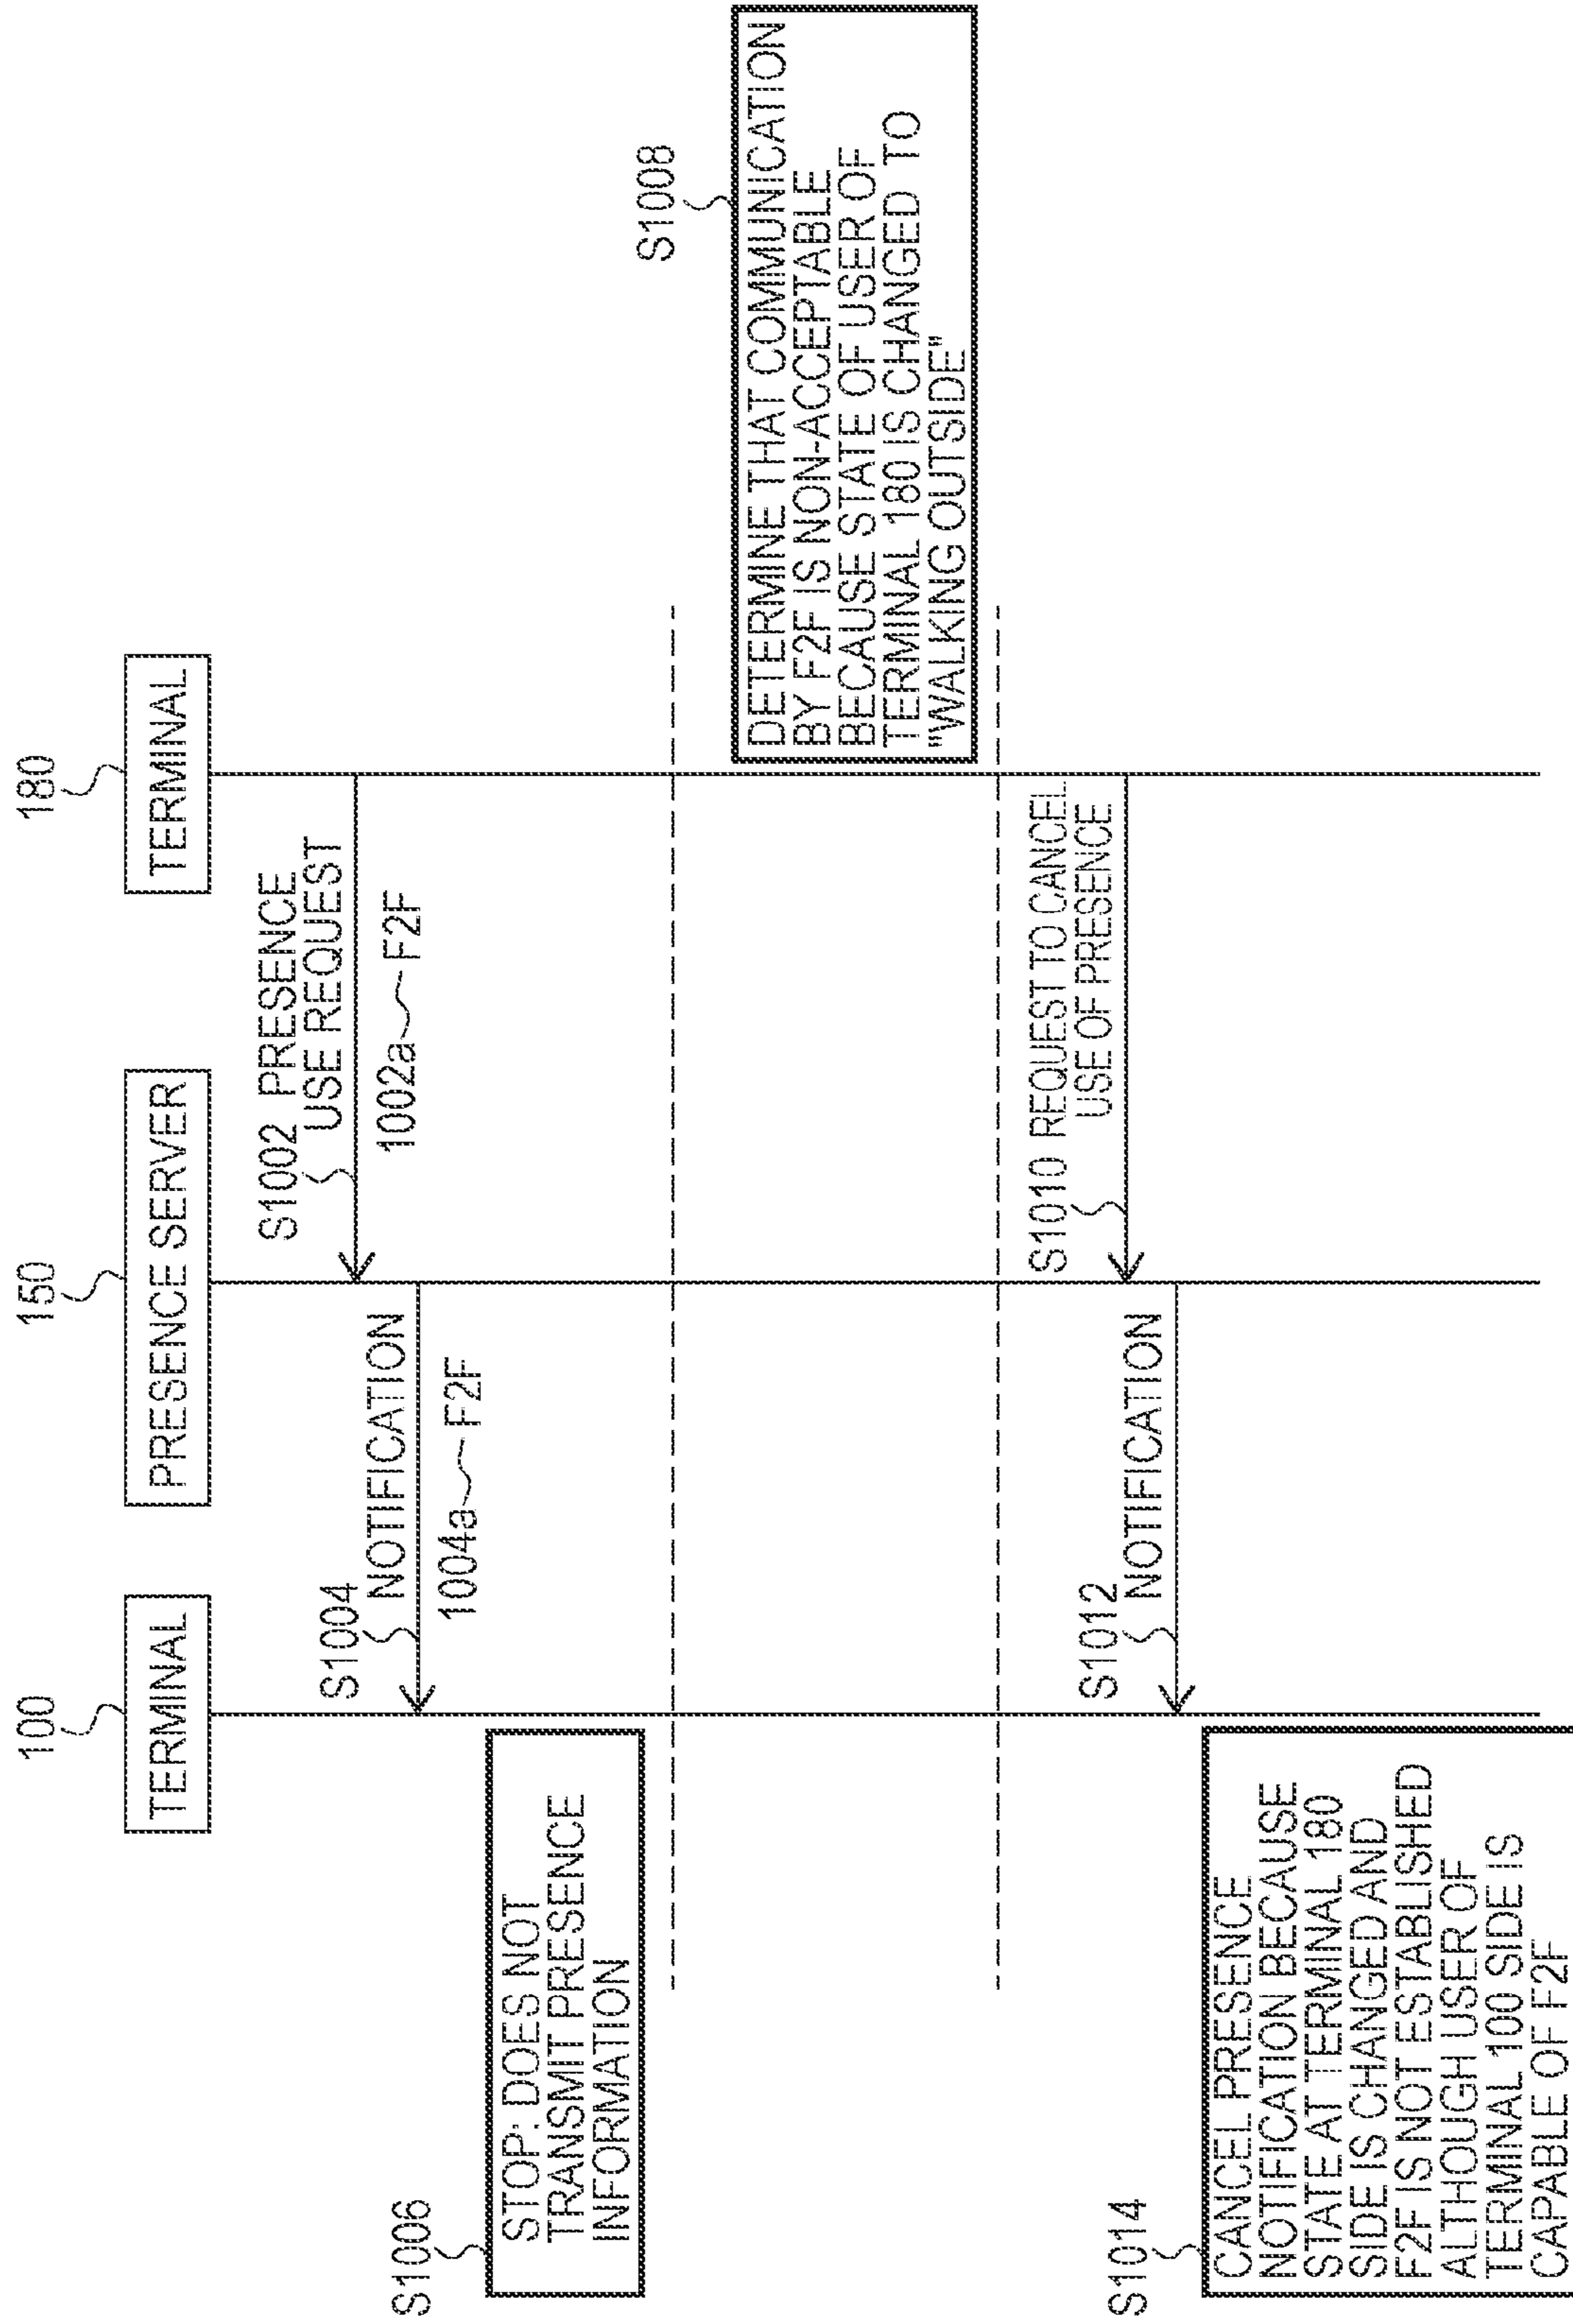 100
150
180
TERMINAL
PRESENCE SERVER
TERMINAL
S1002 PRESENCE
USE REQUEST
1002a F2F
S1004
NOTIFICATION
1004a F2F
S1006
STOP: DOES NOT
TRANSMIT PRESENCE
INFORMATION
S1008
DETERMINE THAT COMMUNICATION
BY F2F IS NON-ACCEPTABLE
BECAUSE STATE OF USER OF
TERMINAL 180 IS CHANGED TO
"WALKING OUTSIDE"
S1010 REQUEST TO CANCEL
USE OF PRESENCE
S1012
NOTIFICATION
S1014
CANCEL PRESENCE
NOTIFICATION BECAUSE
STATE AT TERMINAL 180
SIDE IS CHANGED AND
F2F IS NOT ESTABLISHED
ALTHOUGH USER OF
TERMINAL 100 SIDE IS
CAPABLE OF F2F